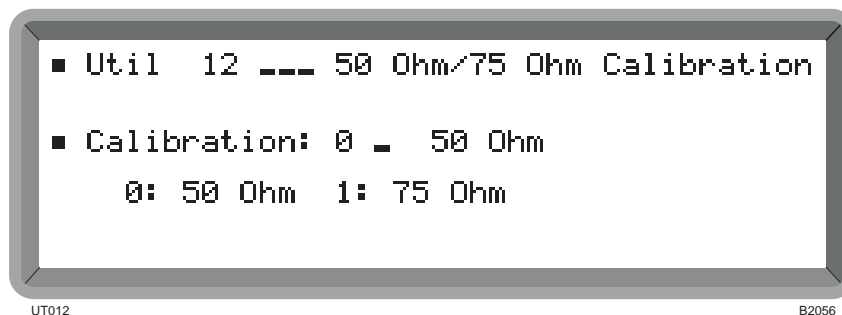 ■ Util 12 ___ 50 Ohm/75 Ohm Calibration
■ Calibration: 0 _ 50 Ohm
0: 50 Ohm 1: 75 Ohm
UT012 B2056